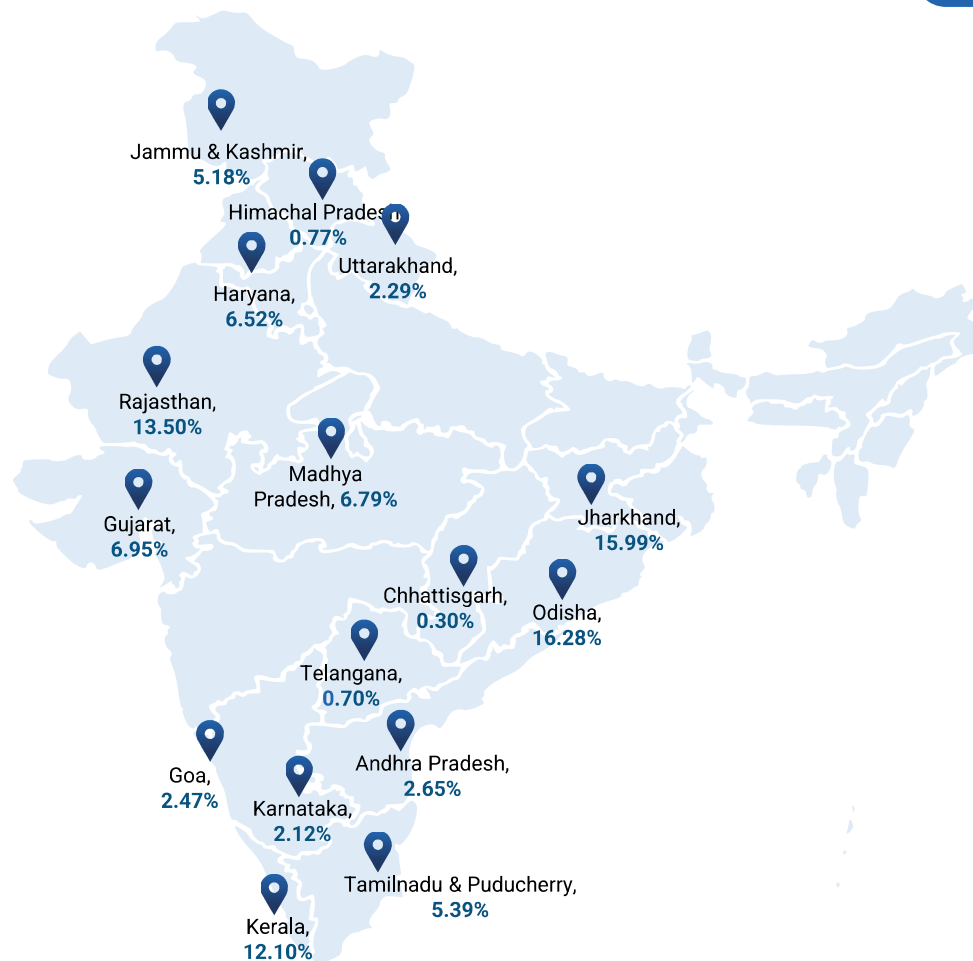 Jammu & Kashmir,
5.18%
Himachal Pradesh
0.77%
Uttarakhand,
2.29%
Haryana,
6.52%
Rajasthan,
13.50%
Madhya
Pradesh, 6.79%
Gujarat,
6.95%
Jharkhand,
15.99%
Chhattisgarh,
0.30%
Odisha,
16.28%
Telangana,
0.70%
Andhra Pradesh,
2.65%
Goa,
2.47%
Karnataka,
2.12%
Tamilnadu & Puducherry,
5.39%
Kerala,
12.10%